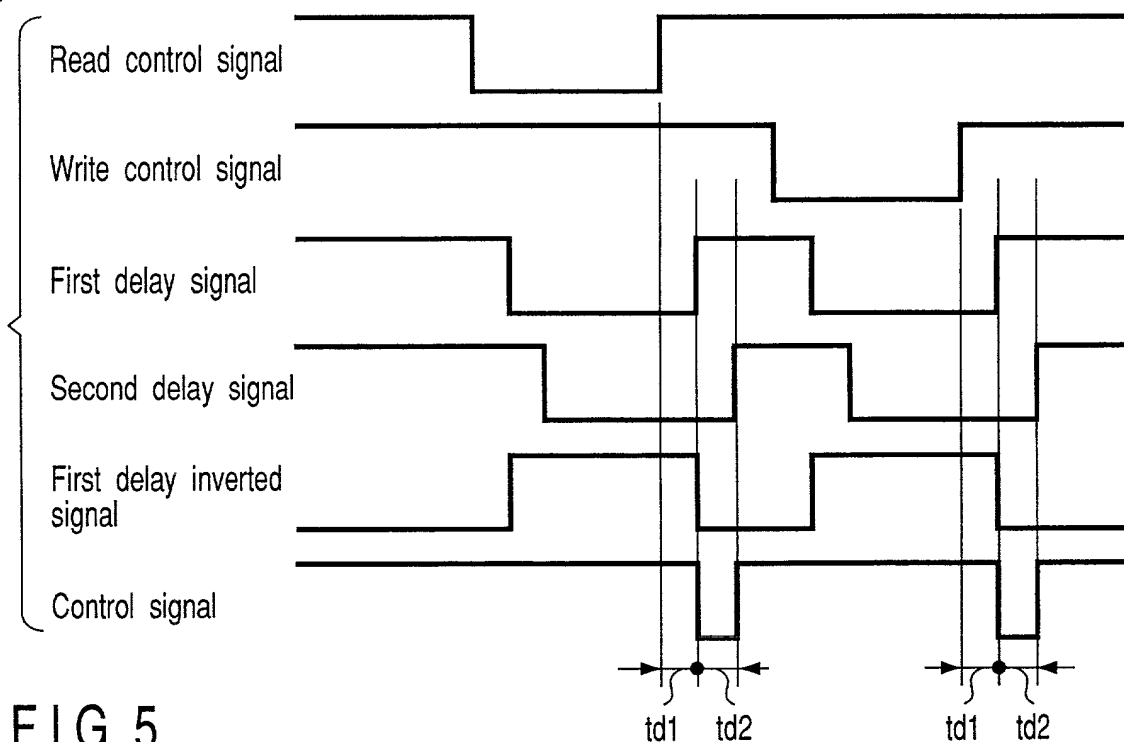 Read control signal
Write control signal
First delay signal
Second delay signal
First delay inverted
signal
Control signal
td1 td2 td1 td2
FIG. 5